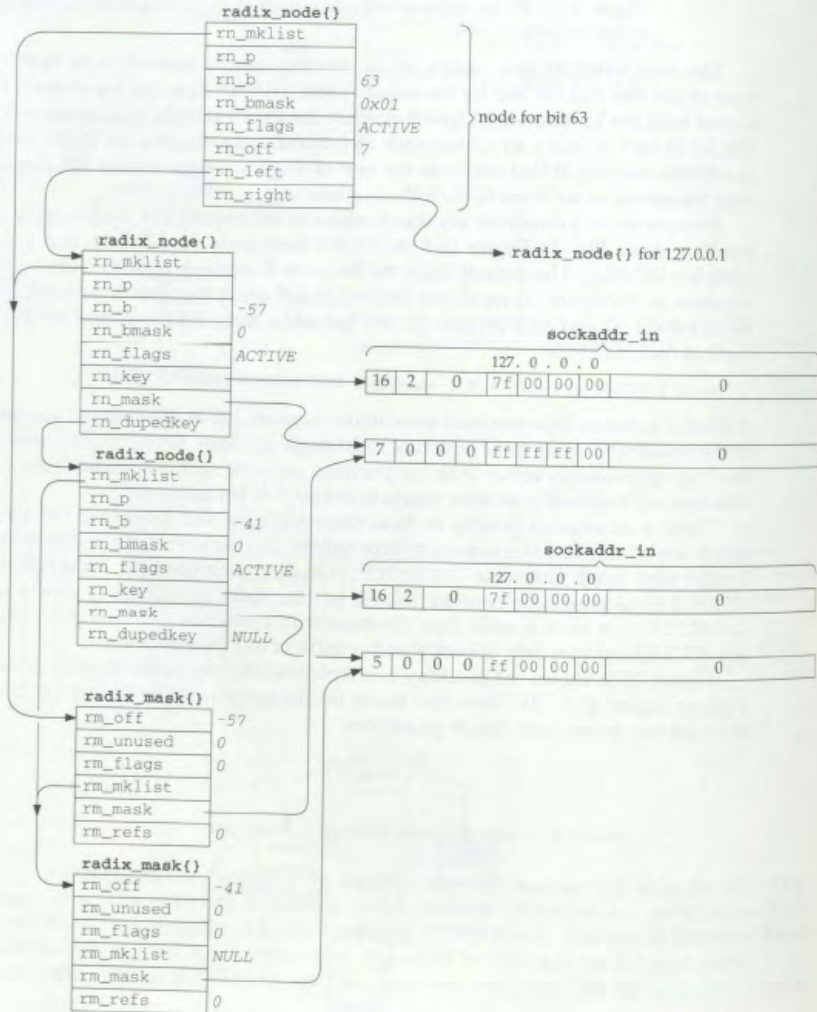 radix_node{}
rn_mklist
rn_p
rn_b 63
rn_bmask 0x01
rn_flags ACTIVE
rn_off 7
rn_left
rn_right
node for bit 63
radix_node{} for 127.0.0.1
radix_node{}
rn_mklist
rn_p
rn_b -57
rn_bmask 0
rn_flags ACTIVE
rn_key
rn_mask
rn_dupedkey
sockaddr_in
127. 0 . 0 . 0
16 2 0 7f 00 00 00 0
7 0 0 0 ff ff ff 00
radix_node{}
rn_mklist
rn_p
rn_b -41
rn_bmask 0
rn_flags ACTIVE
rn_key
rn_mask
rn_dupedkey NULL
sockaddr_in
127. 0 . 0 . 0
16 2 0 7f 00 00 00 0
5 0 0 0 ff 00 00 00 0
radix_mask{}
rm_off -57
rm_unused 0
rm_flags 0
rm_mklist
rm_mask
rm_refs 0
radix_mask{}
rm_off -41
rm_unused 0
rm_flags 0
rm_mklist NULL
rm_mask
rm_refs 0